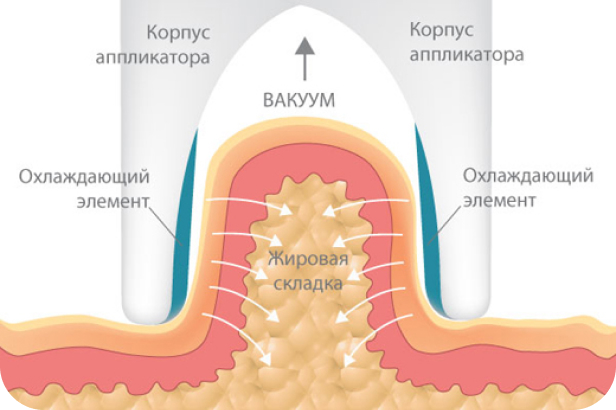 Корпус
аппликатора
Корпус
аппликатора
ВАКУУМ
Охлаждающий
элемент
Охлаждающий
элемент
Жировая
складка